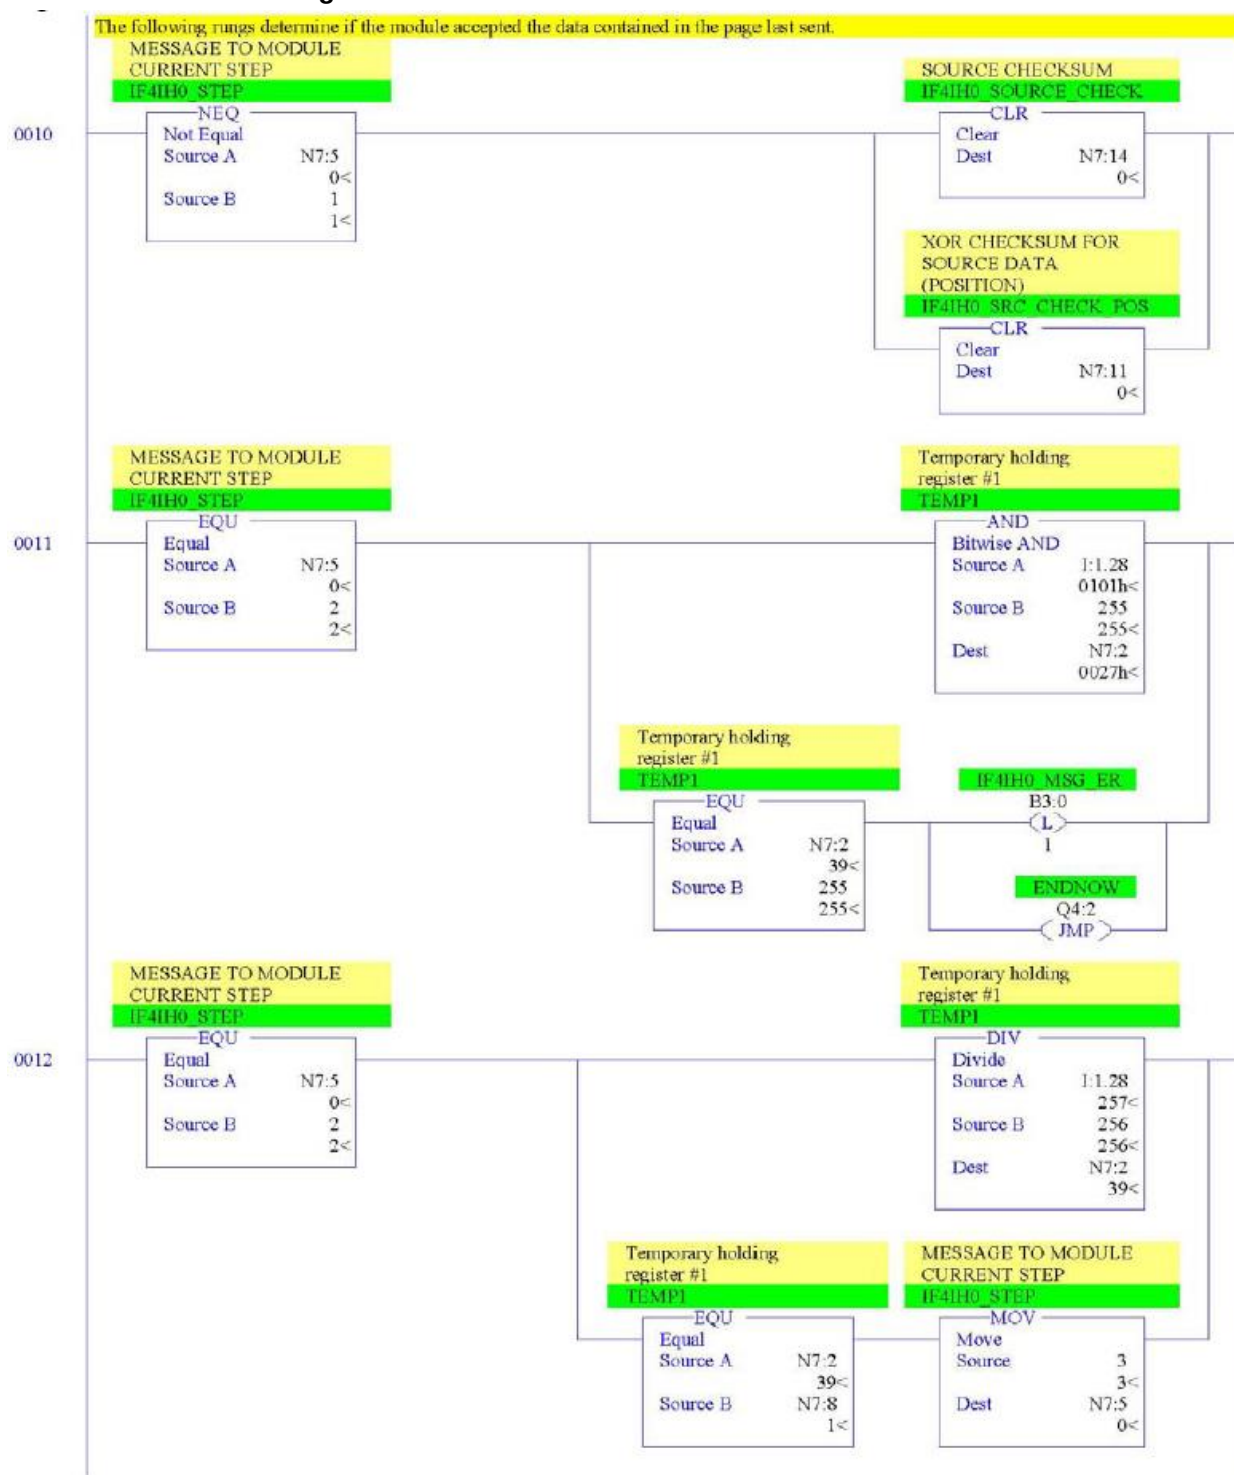 The following rungs determine if the module accepted the data contained in the page last sent.
MESSAGE TO MODULE
CURRENT STEP
IF4IH0_STEP
NEQ
Not Equal
Source A N7:5
0<
Source B 1
1<
0010
SOURCE CHECKSUM
IF4IH0_SOURCE_CHECK
CLR
Clear
Dest N7:14
0<
XOR CHECKSUM FOR
SOURCE DATA
(POSITION)
IF4IH0_SRC_CHECK_POS
CLR
Clear
Dest N7:11
0<
MESSAGE TO MODULE
CURRENT STEP
IF4IH0_STEP
EQU
0011
Equal
Source A N7:5
0<
Source B 2
2<
Temporary holding
register #1
TEMP1
AND
Bitwise AND
Source A I:1.28
0101h<
Source B 255
255<
Dest N7:2
0027h<
Temporary holding
register #1
TEMP1
EQU
Equal
Source A N7:2
39<
Source B 255
255<
IF4IH0_MSG_ER
B3:0
L
1
ENDNOW
Q4:2
JMP
MESSAGE TO MODULE
CURRENT STEP
IF4IH0_STEP
EQU
0012
Equal
Source A N7:5
0<
Source B 2
2<
Temporary holding
register #1
TEMP1
DIV
Divide
Source A I:1.28
257<
Source B 256
256<
Dest N7:2
39<
Temporary holding
register #1
TEMP1
EQU
Equal
Source A N7:2
39<
Source B N7:8
1<
MESSAGE TO MODULE
CURRENT STEP
IF4IH0_STEP
MOV
Move
Source 3
3<
Dest N7:5
0<